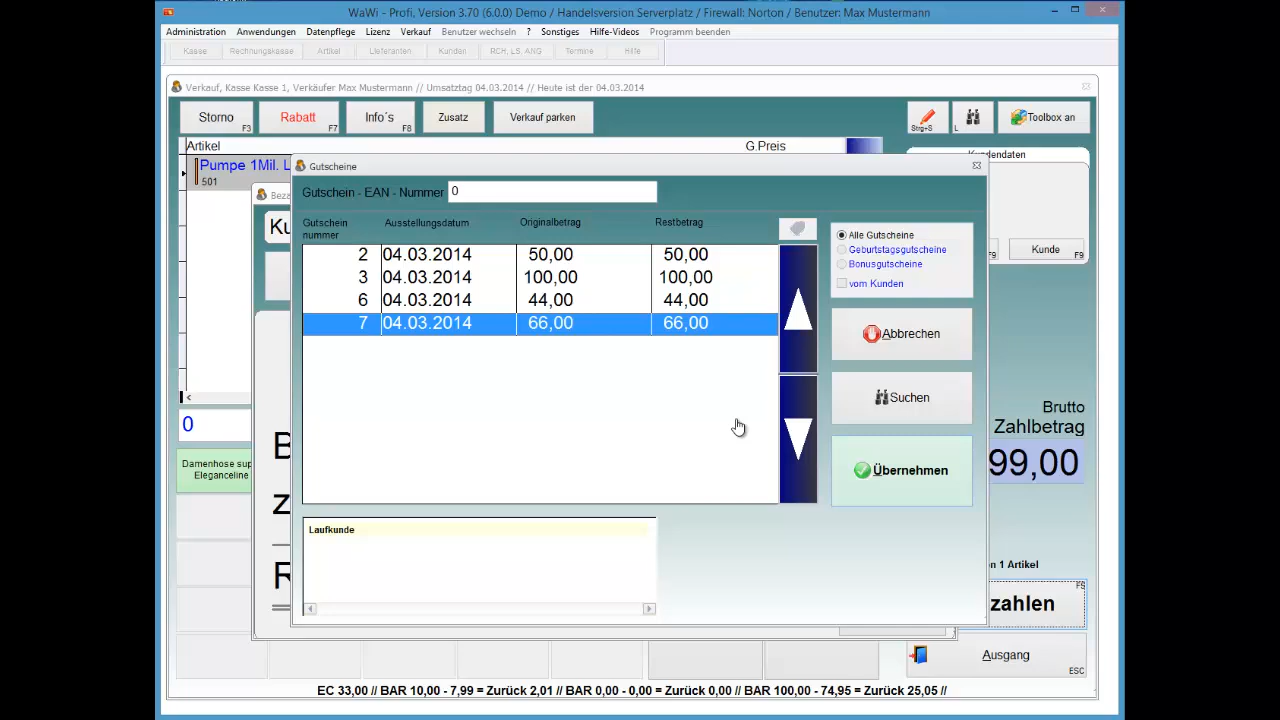 WaWi - Profi, Version 3.70 (6.0.0) Demo / Handelsversion Serverplatz / Firewall: Norton / Benutzer: Max Mustermann
Administration Anwendungen Datenpflege Lizenz Verkauf Benutzer wechseln ? Sonstiges Hilfe-Videos Programm beenden
Kasse Rechnungskasse Artikel Lieferanten Kunden RCH, LS, ANG Termine Hilfe
Verkauf, Kasse Kasse 1, Verkäufer Max Mustermann // Umsatztag 04.03.2014 // Heute ist der 04.03.2014
Storno F3 Rabatt F7 Info´s F8 Zusatz Verkauf parken Strg+S L Toolbox an
Artikel G.Preis
Kundendaten
Pumpe 1Mil. L
501
Gutscheine
Gutschein - EAN - Nummer 0
Gutschein nummer Ausstellungsdatum Originalbetrag Restbetrag
2 04.03.2014 50,00 50,00
3 04.03.2014 100,00 100,00
6 04.03.2014 44,00 44,00
7 04.03.2014 66,00 66,00
Alle Gutscheine
Geburtstagsgutscheine
Bonusgutscheine
vom Kunden
F9 Kunde F9
Abbrechen
Suchen
Übernehmen
Brutto
Zahlbetrag
99,00
0
Damenhose sup
Eleganceline
Laufkunde
n 1 Artikel
zahlen F5
Ausgang
ESC
EC 33,00 // BAR 10,00 - 7,99 = Zurück 2,01 // BAR 0,00 - 0,00 = Zurück 0,00 // BAR 100,00 - 74,95 = Zurück 25,05 //